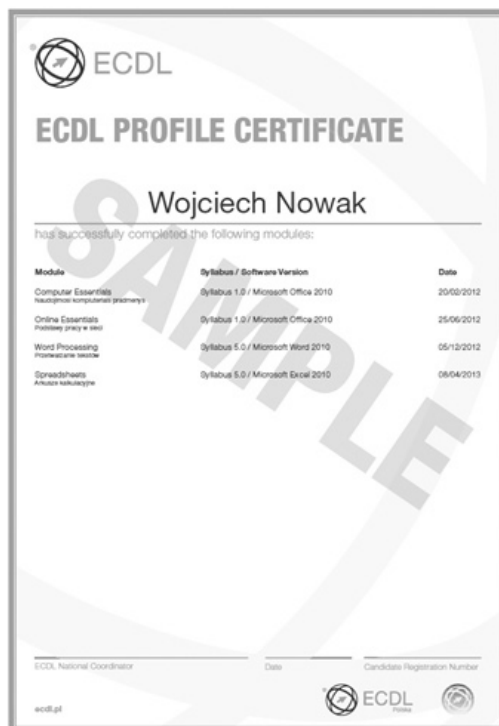 ECDL
ECDL PROFILE CERTIFICATE
Wojciech Nowak
has successfully completed the following modules:
Module Syllabus / Software Version Date
Computer Essentials Syllabus 1.0 / Microsoft Office 2010 20/02/2012
Online Essentials Syllabus 1.0 / Microsoft Office 2010 25/06/2012
Podstawy pracy w sieci
Word Processing Syllabus 5.0 / Microsoft Word 2010 05/12/2012
Przetwarzanie tekstów
Spreadsheets Syllabus 5.0 / Microsoft Excel 2010 08/04/2013
Arkusze kalkulacyjne
SAMPLE
ECDL National Coordinator Date Candidate Registration Number
ecdl.pl
ECDL
Polska